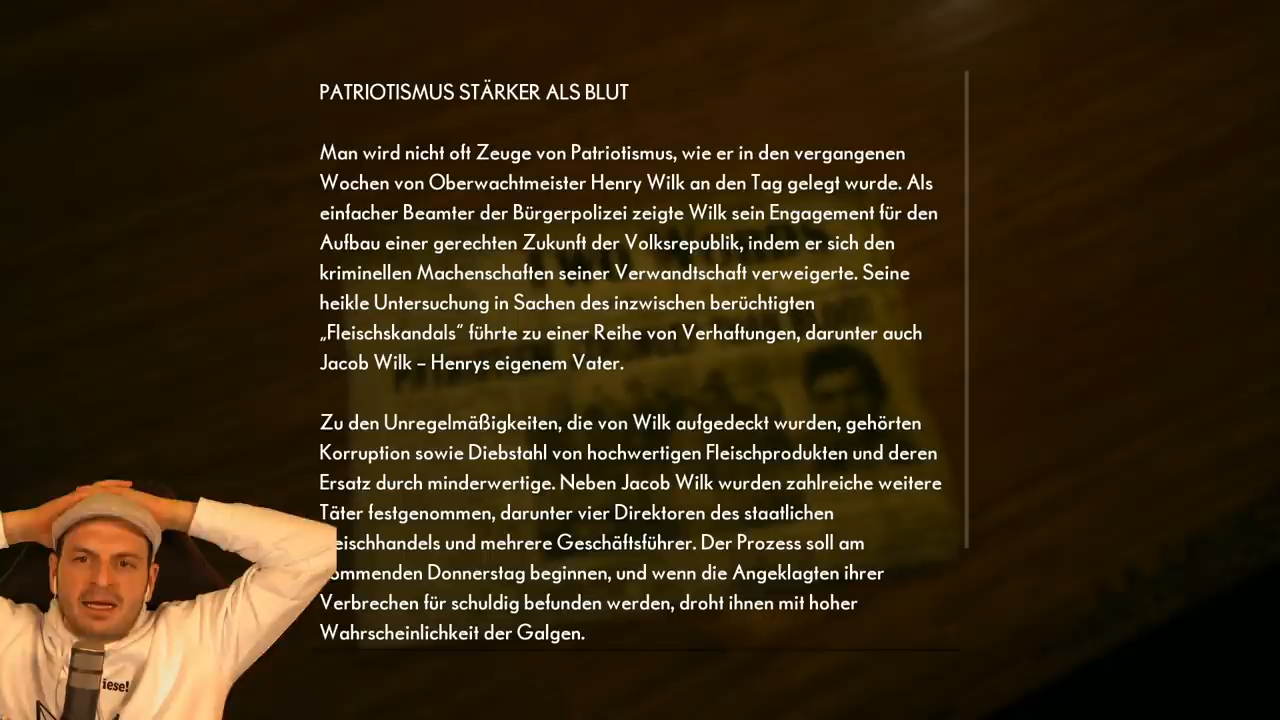 PATRIOTISMUS STÄRKER ALS BLUT
Man wird nicht oft Zeuge von Patriotismus, wie er in den vergangenen
Wochen von Oberwachtmeister Henry Wilk an den Tag gelegt wurde. Als
einfacher Beamter der Bürgerpolizei zeigte Wilk sein Engagement für den
Aufbau einer gerechten Zukunft der Volksrepublik, indem er sich den
kriminellen Machenschaften seiner Verwandtschaft verweigerte. Seine
heikle Untersuchung in Sachen des inzwischen berüchtigten
„Fleischskandals“ führte zu einer Reihe von Verhaftungen, darunter auch
Jacob Wilk – Henrys eigenem Vater.
Zu den Unregelmäßigkeiten, die von Wilk aufgedeckt wurden, gehörten
Korruption sowie Diebstahl von hochwertigen Fleischprodukten und deren
Ersatz durch minderwertige. Neben Jacob Wilk wurden zahlreiche weitere
Täter festgenommen, darunter vier Direktoren des staatlichen
eischhandels und mehrere Geschäftsführer. Der Prozess soll am
ommenden Donnerstag beginnen, und wenn die Angeklagten ihrer
Verbrechen für schuldig befunden werden, droht ihnen mit hoher
Wahrscheinlichkeit der Galgen.
iese!